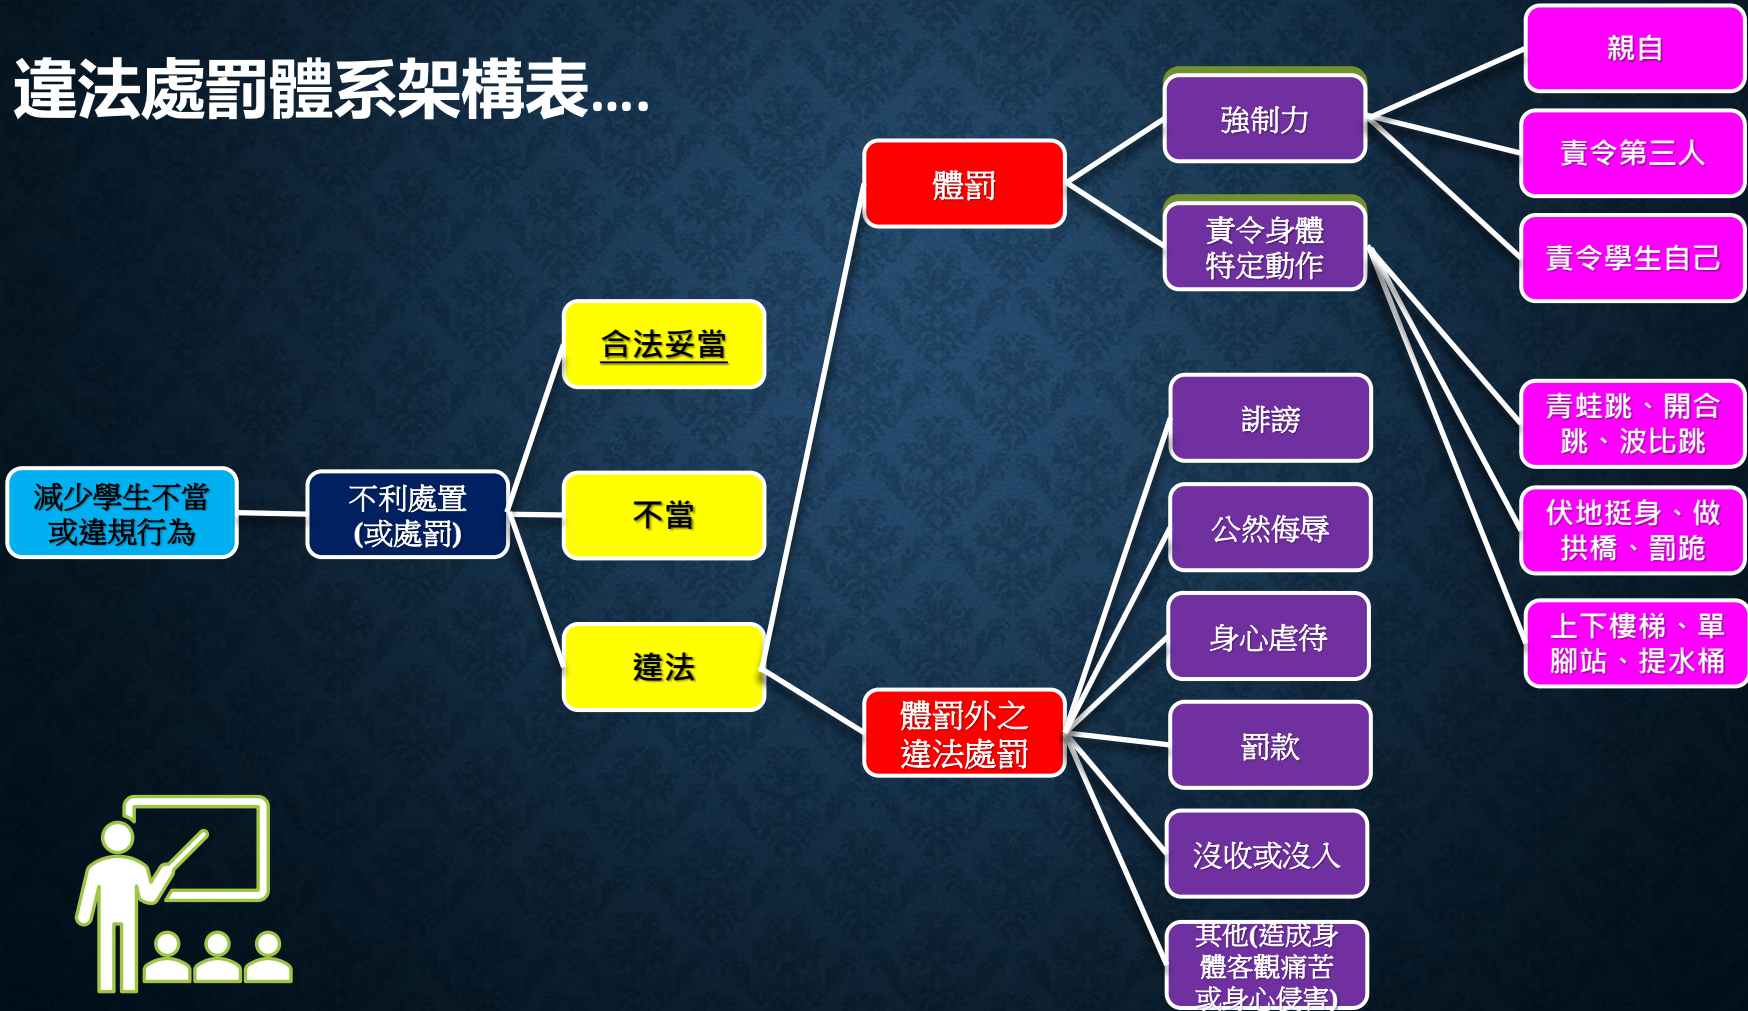 違法處罰體系架構表....
減少學生不當
或違規行為
不利處置
(或處罰)
合法妥當
不當
違法
體罰
體罰外之
違法處罰
強制力
責令身體
特定動作
誹謗
公然侮辱
身心虐待
罰款
沒收或沒入
其他(造成身
體客觀痛苦
或身心侵害)
親自
責令第三人
責令學生自己
青蛙跳、開合
跳、波比跳
伏地挺身、做
拱橋、罰跪
上下樓梯、單
腳站、提水桶